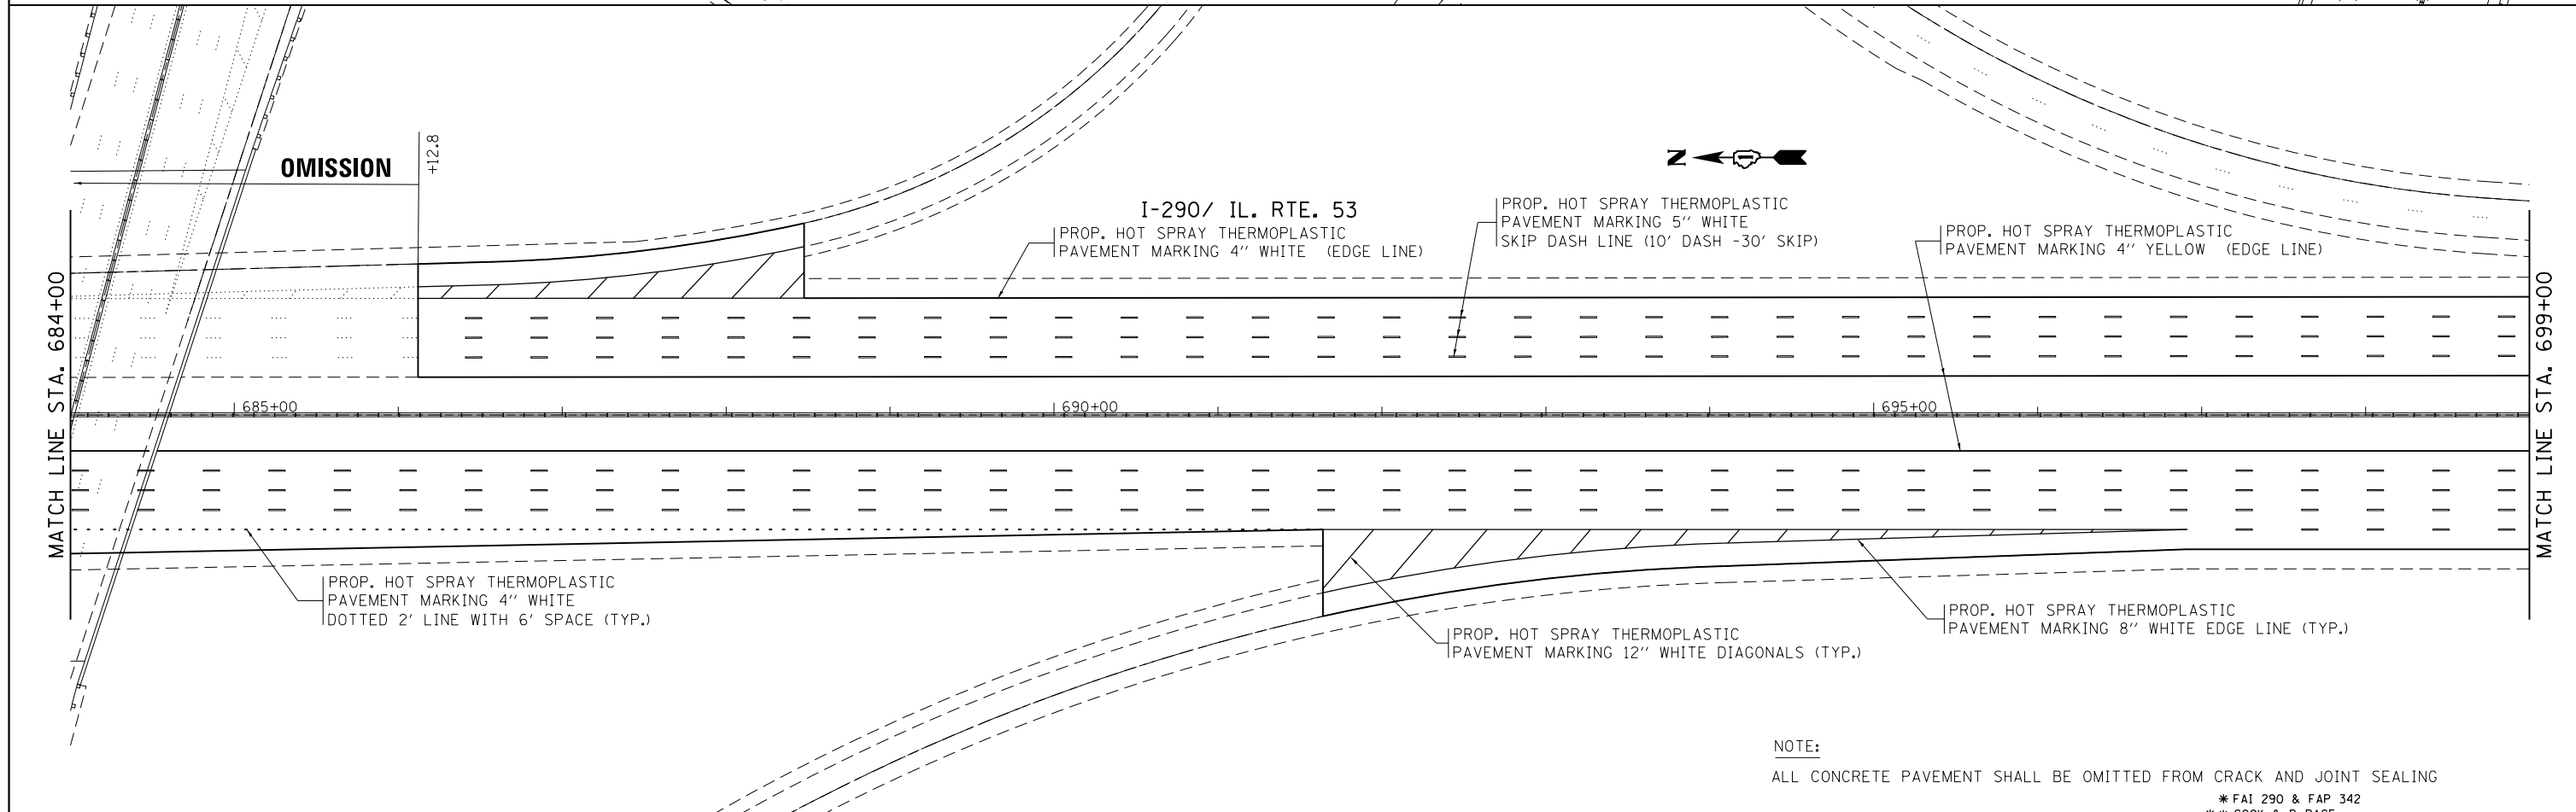 OMISSION
+12.8
N
I-290/ IL. RTE. 53
PROP. HOT SPRAY THERMOPLASTIC
PAVEMENT MARKING 4'' WHITE (EDGE LINE)
PROP. HOT SPRAY THERMOPLASTIC
PAVEMENT MARKING 5'' WHITE
SKIP DASH LINE (10' DASH -30' SKIP)
PROP. HOT SPRAY THERMOPLASTIC
PAVEMENT MARKING 4'' YELLOW (EDGE LINE)
MATCH LINE STA. 684+00
685+00
690+00
695+00
MATCH LINE STA. 699+00
PROP. HOT SPRAY THERMOPLASTIC
PAVEMENT MARKING 4'' WHITE
DOTTED 2' LINE WITH 6' SPACE (TYP.)
PROP. HOT SPRAY THERMOPLASTIC
PAVEMENT MARKING 12'' WHITE DIAGONALS (TYP.)
PROP. HOT SPRAY THERMOPLASTIC
PAVEMENT MARKING 8'' WHITE EDGE LINE (TYP.)
NOTE:
ALL CONCRETE PAVEMENT SHALL BE OMITTED FROM CRACK AND JOINT SEALING
* FAI 290 & FAP 342